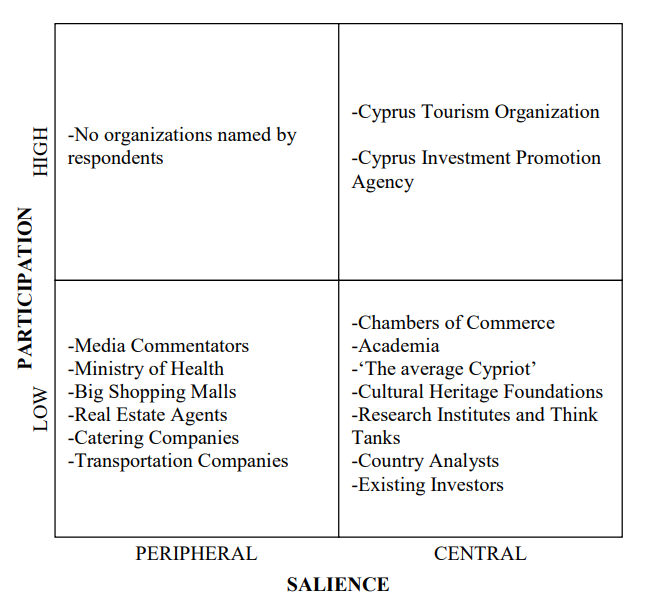 HIGH
-No organizations named by
respondents
-Cyprus Tourism Organization
-Cyprus Investment Promotion
Agency
PARTICIPATION
LOW
-Media Commentators
-Ministry of Health
-Big Shopping Malls
-Real Estate Agents
-Catering Companies
-Transportation Companies
-Chambers of Commerce
-Academia
-‘The average Cypriot’
-Cultural Heritage Foundations
-Research Institutes and Think
Tanks
-Country Analysts
-Existing Investors
PERIPHERAL
CENTRAL
SALIENCE